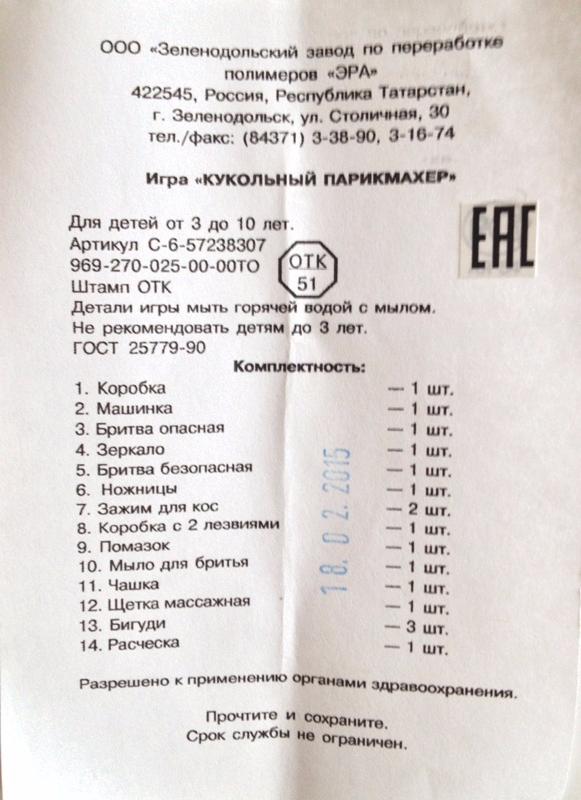 ООО «Зеленодольский завод по переработке
полимеров «ЭРА»
422545, Россия, Республика Татарстан,
г. Зеленодольск, ул. Столичная, 30
тел./факс: (84371) 3-38-90, 3-16-74
Игра «КУКОЛЬНЫЙ ПАРИКМАХЕР»
EAC
Для детей от 3 до 10 лет.
Артикул С-6-57238307
969-270-025-00-00ТО
Штамп ОТК
ОТК
51
Детали игры мыть горячей водой с мылом.
Не рекомендовать детям до 3 лет.
ГОСТ 25779-90
Комплектность:
1. Коробка — 1 шт.
2. Машинка — 1 шт.
3. Бритва опасная — 1 шт.
4. Зеркало — 1 шт.
5. Бритва безопасная — 1 шт.
6. Ножницы — 1 шт.
7. Зажим для кос — 2 шт.
8. Коробка с 2 лезвиями — 1 шт.
9. Помазок — 1 шт.
10. Мыло для бритья — 1 шт.
11. Чашка — 1 шт.
12. Щетка массажная — 1 шт.
13. Бигуди — 3 шт.
14. Расческа — 1 шт.
18.02.2015
Разрешено к применению органами здравоохранения.
Прочтите и сохраните.
Срок службы не ограничен.